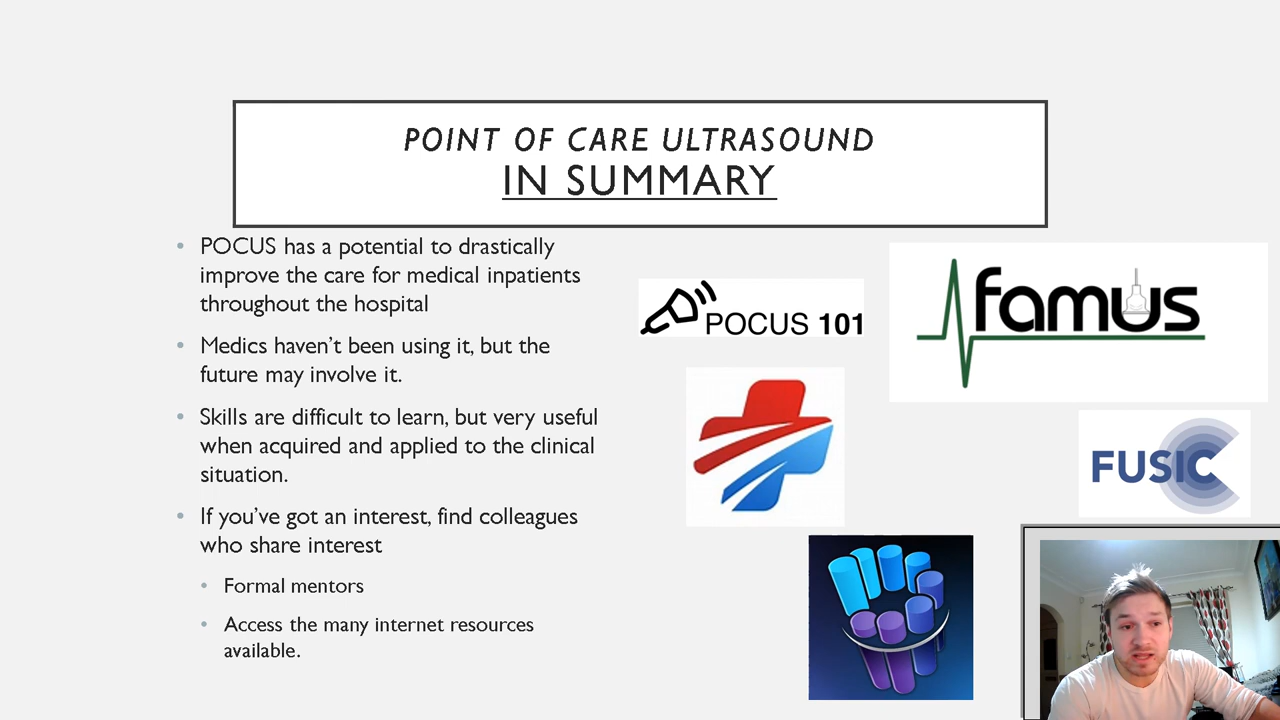 POINT OF CARE ULTRASOUND
IN SUMMARY
POCUS has a potential to drastically
improve the care for medical inpatients
throughout the hospital
Medics haven't been using it, but the
future may involve it.
Skills are difficult to learn, but very useful
when acquired and applied to the clinical
situation.
If you've got an interest, find colleagues
who share interest
Formal mentors
Access the many internet resources
available.
POCUS 101
famus
FUSIC